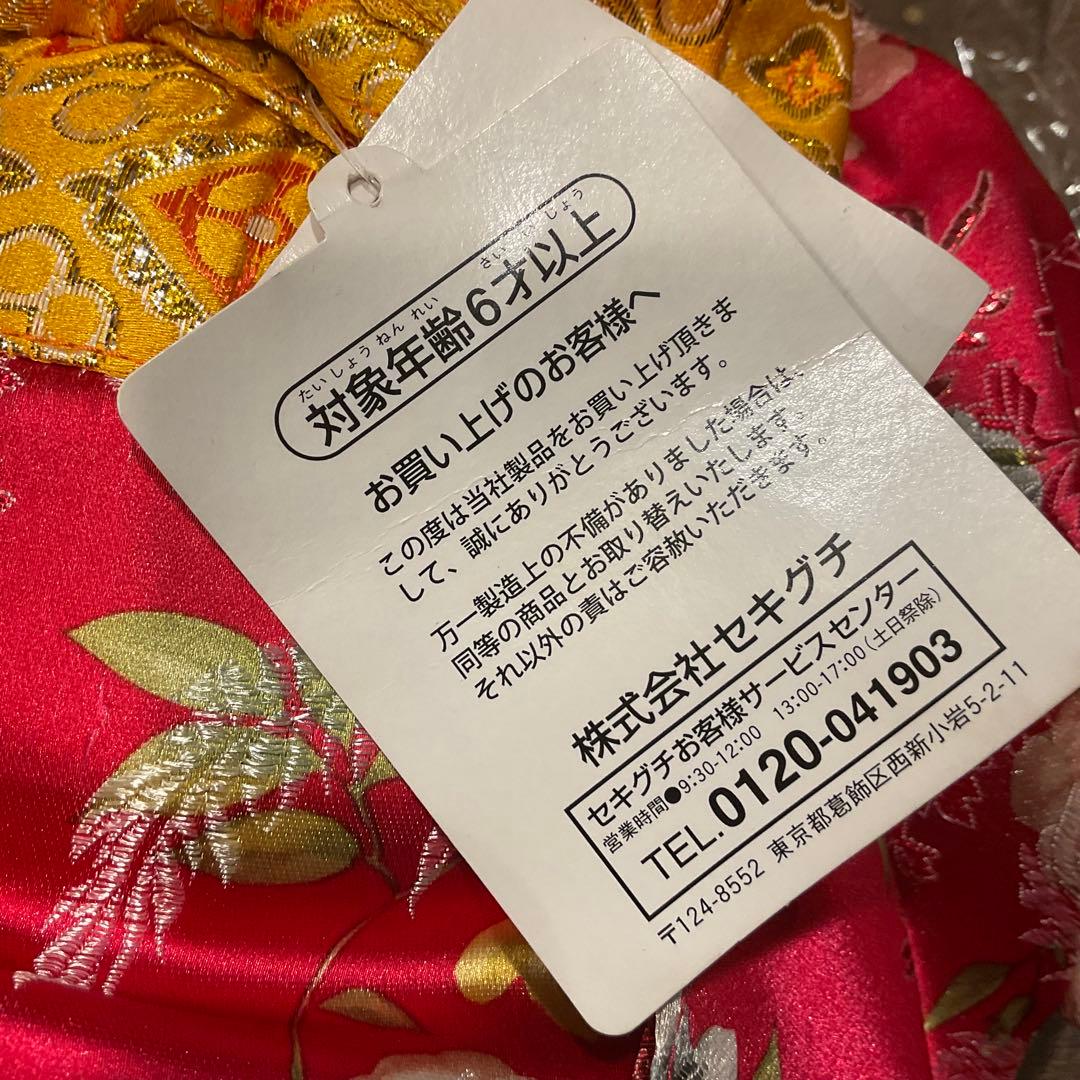 たいしょうねんれい さいいじょう
対象年齢6才以上
お買い上げのお客様へ
この度は当社製品をお買い上げ頂きま
して、誠にありがとうございます。
万一製造上の不備がありました場合は、
同等の商品とお取り替えいたします。
それ以外の責はご容赦いただきます。
株式会社セキグチ
セキグチお客様サービスセンター
営業時間●9:30-12:00 13:00-17:00(土日祭除)
TEL.0120-041903
〒124-8552 東京都葛飾区西新小岩5-2-11